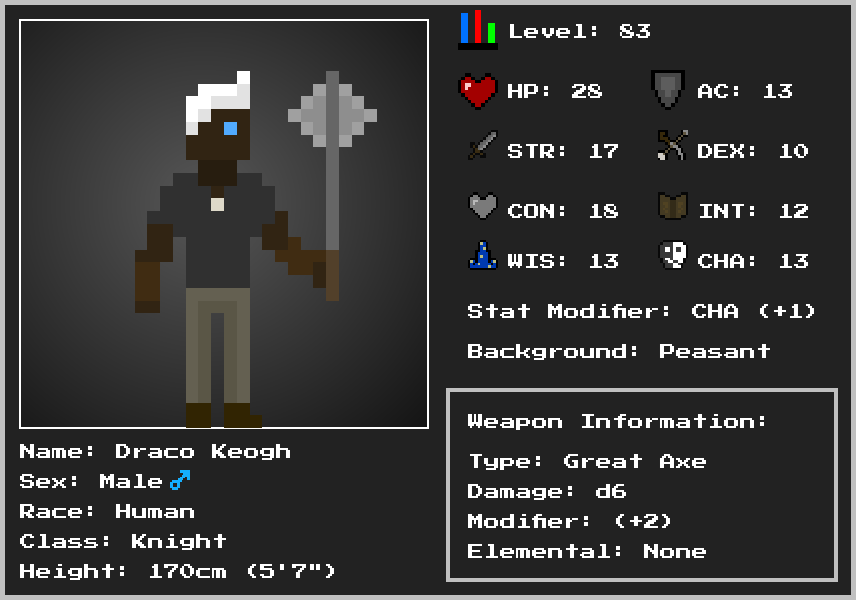 Level: 83
HP: 28 AC: 13
STR: 17 DEX: 10
CON: 18 INT: 12
WIS: 13 CHA: 13
Stat Modifier: CHA (+1)
Background: Peasant
Weapon Information:
Type: Great Axe
Damage: d6
Modifier: (+2)
Elemental: None
Name: Draco Keogh
Sex: Male♂
Race: Human
Class: Knight
Height: 170cm (5'7")